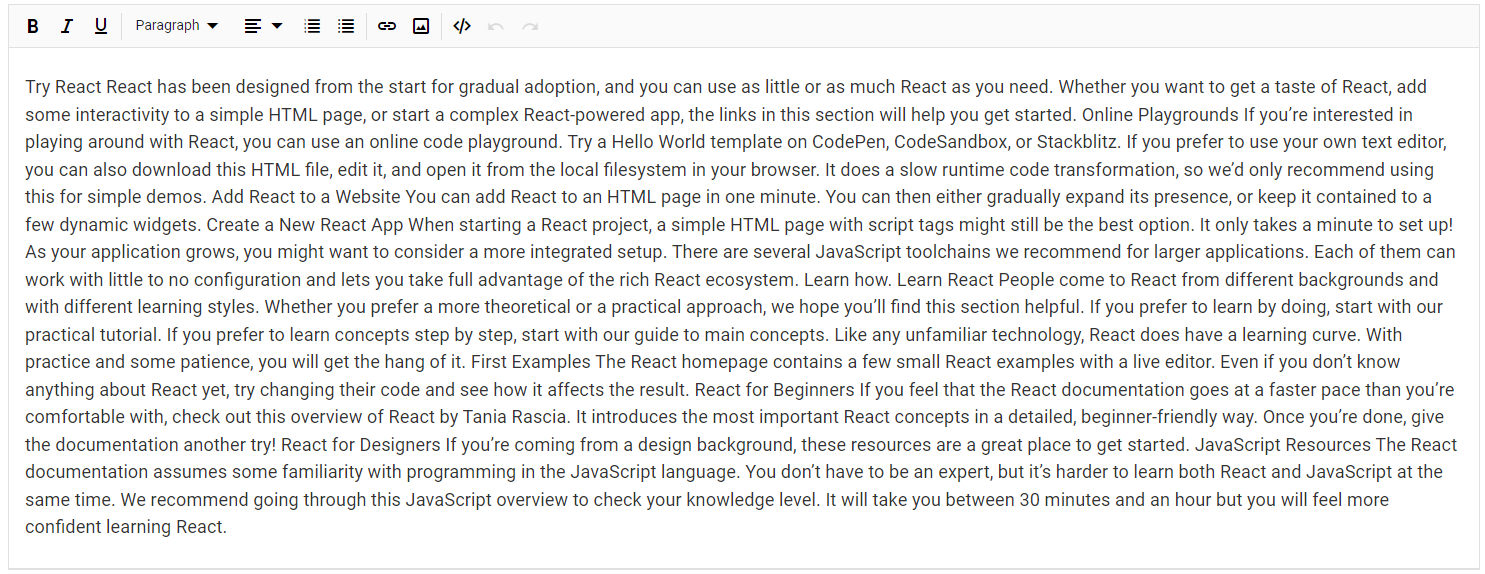 B I U Paragraph
Try React React has been designed from the start for gradual adoption, and you can use as little or as much React as you need. Whether you want to get a taste of React, add
some interactivity to a simple HTML page, or start a complex React-powered app, the links in this section will help you get started. Online Playgrounds If you’re interested in
playing around with React, you can use an online code playground. Try a Hello World template on CodePen, CodeSandbox, or Stackblitz. If you prefer to use your own text editor,
you can also download this HTML file, edit it, and open it from the local filesystem in your browser. It does a slow runtime code transformation, so we’d only recommend using
this for simple demos. Add React to a Website You can add React to an HTML page in one minute. You can then either gradually expand its presence, or keep it contained to a
few dynamic widgets. Create a New React App When starting a React project, a simple HTML page with script tags might still be the best option. It only takes a minute to set up!
As your application grows, you might want to consider a more integrated setup. There are several JavaScript toolchains we recommend for larger applications. Each of them can
work with little to no configuration and lets you take full advantage of the rich React ecosystem. Learn how. Learn React People come to React from different backgrounds and
with different learning styles. Whether you prefer a more theoretical or a practical approach, we hope you’ll find this section helpful. If you prefer to learn by doing, start with our
practical tutorial. If you prefer to learn concepts step by step, start with our guide to main concepts. Like any unfamiliar technology, React does have a learning curve. With
practice and some patience, you will get the hang of it. First Examples The React homepage contains a few small React examples with a live editor. Even if you don’t know
anything about React yet, try changing their code and see how it affects the result. React for Beginners If you feel that the React documentation goes at a faster pace than you’re
comfortable with, check out this overview of React by Tania Rascia. It introduces the most important React concepts in a detailed, beginner-friendly way. Once you’re done, give
the documentation another try! React for Designers If you’re coming from a design background, these resources are a great place to get started. JavaScript Resources The React
documentation assumes some familiarity with programming in the JavaScript language. You don’t have to be an expert, but it’s harder to learn both React and JavaScript at the
same time. We recommend going through this JavaScript overview to check your knowledge level. It will take you between 30 minutes and an hour but you will feel more
confident learning React.